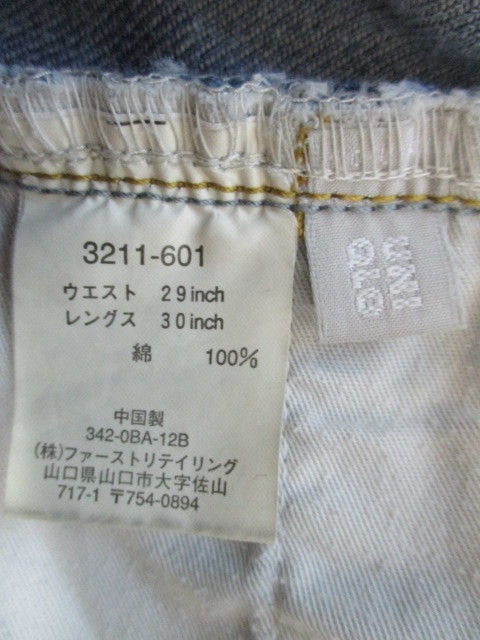 3211-601
ウエスト 29inch
レングス 30inch
綿 100%
中国製
342-0BA-12B
(株)ファーストリテイリング
山口県山口市大字佐山
717-1 〒754-0894
UNI
QLO